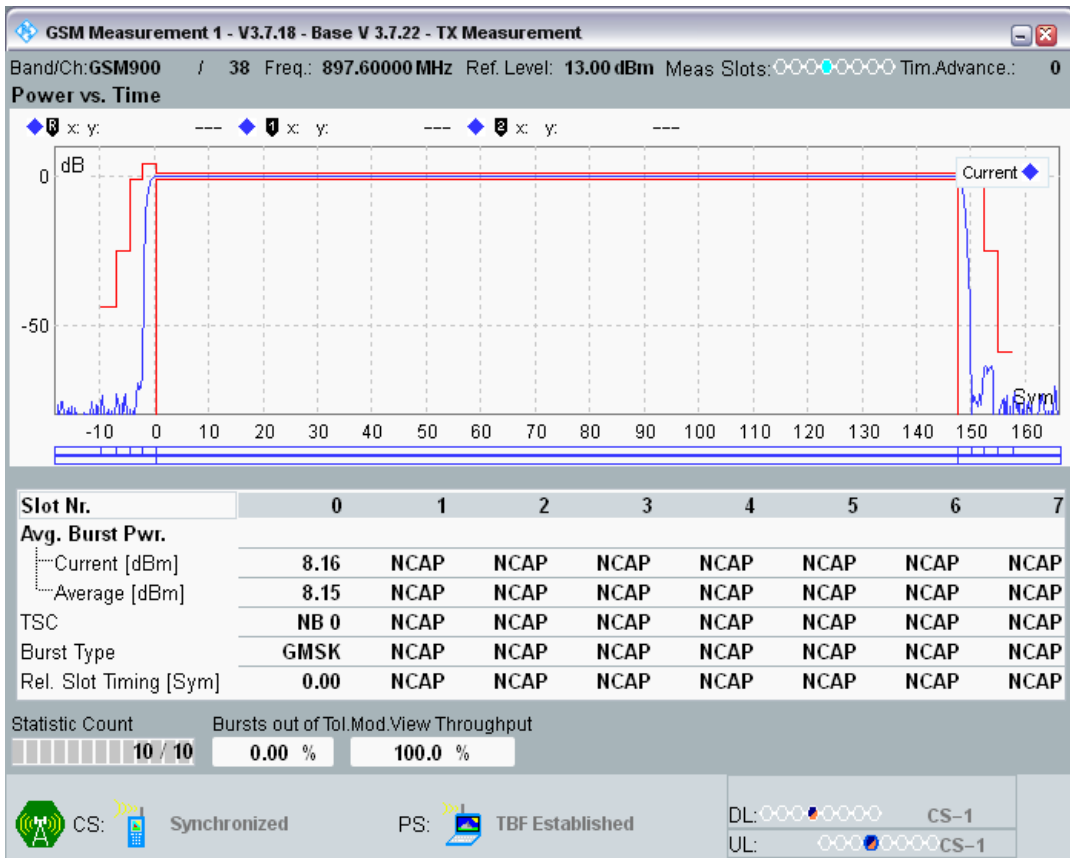 GSM Measurement 1 - V3.7.18 - Base V 3.7.22 - TX Measurement
Band/Ch:GSM900 / 38 Freq.: 897.60000 MHz Ref. Level: 13.00 dBm Meas Slots: Tim.Advance.: 0
Power vs. Time
R x: y: --- 1 x: y: --- 2 x: y: ---
dB
Current
0
-50
Sym
-10 0 10 20 30 40 50 60 70 80 90 100 110 120 130 140 150 160
Slot Nr. 0 1 2 3 4 5 6 7
Avg. Burst Pwr.
Current [dBm] 8.16 NCAP NCAP NCAP NCAP NCAP NCAP NCAP
Average [dBm] 8.15 NCAP NCAP NCAP NCAP NCAP NCAP NCAP
TSC NB 0 NCAP NCAP NCAP NCAP NCAP NCAP NCAP
Burst Type GMSK NCAP NCAP NCAP NCAP NCAP NCAP NCAP
Rel. Slot Timing [Sym] 0.00 NCAP NCAP NCAP NCAP NCAP NCAP NCAP
Statistic Count Bursts out of Tol.Mod.View Throughput
10 / 10 0.00 % 100.0 %
CS: Synchronized PS: TBF Established
DL: CS-1
UL: CS-1